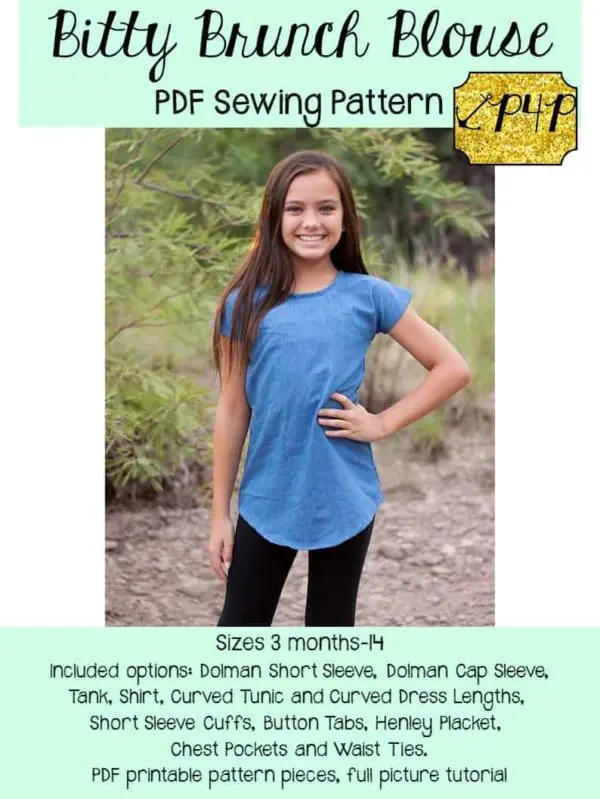 Bitty Brunch Blouse
PDF Sewing Pattern
P4P
Sizes 3 months-14
Included options: Dolman Short Sleeve, Dolman Cap Sleeve,
Tank, Shirt, Curved Tunic and Curved Dress Lengths,
Short Sleeve Cuffs, Button Tabs, Henley Placket,
Chest Pockets and Waist Ties.
PDF printable pattern pieces, full picture tutorial